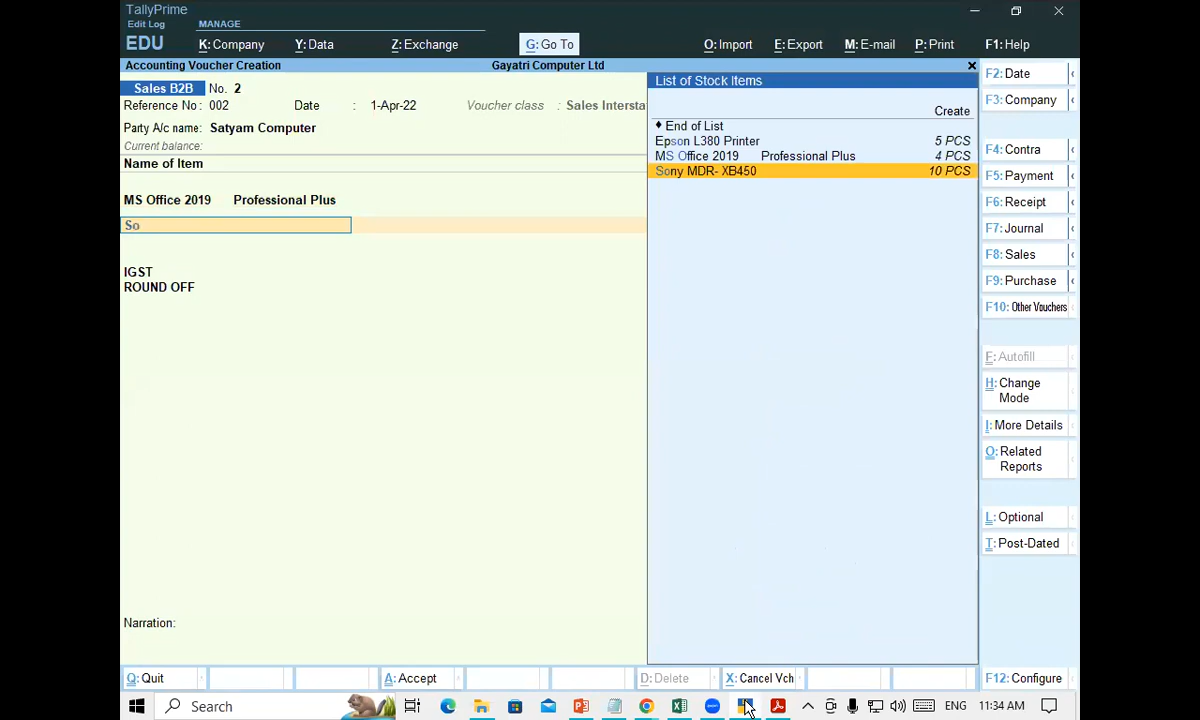 TallyPrime
Edit Log
MANAGE
EDU
K: Company
Y: Data
Z: Exchange
G: Go To
O: Import
E: Export
M: E-mail
P: Print
F1: Help
Accounting Voucher Creation
Gayatri Computer Ltd
Sales B2B No. 2
Reference No : 002 Date : 1-Apr-22 Voucher class : Sales Intersta
Party A/c name: Satyam Computer
Current balance:
Name of Item
MS Office 2019 Professional Plus
So
IGST
ROUND OFF
Narration:
List of Stock Items
Create
End of List
Epson L380 Printer 5 PCS
MS Office 2019 Professional Plus 4 PCS
Sony MDR- XB450 10 PCS
F2: Date
F3: Company
F4: Contra
F5: Payment
F6: Receipt
F7: Journal
F8: Sales
F9: Purchase
F10: Other Vouchers
F: Autofill
H: Change
Mode
I: More Details
O: Related
Reports
L: Optional
T: Post-Dated
Q: Quit
A: Accept
D: Delete
X: Cancel Vch
F12: Configure
Search
ENG
11:34 AM